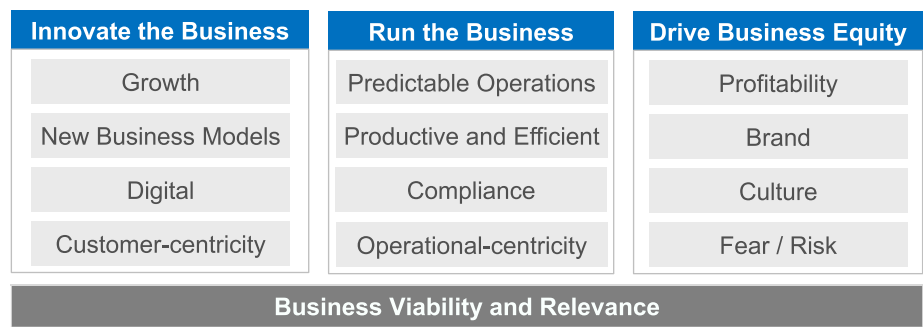 Innovate the Business
Growth
New Business Models
Digital
Customer-centricity
Run the Business
Predictable Operations
Productive and Efficient
Compliance
Operational-centricity
Drive Business Equity
Profitability
Brand
Culture
Fear / Risk
Business Viability and Relevance